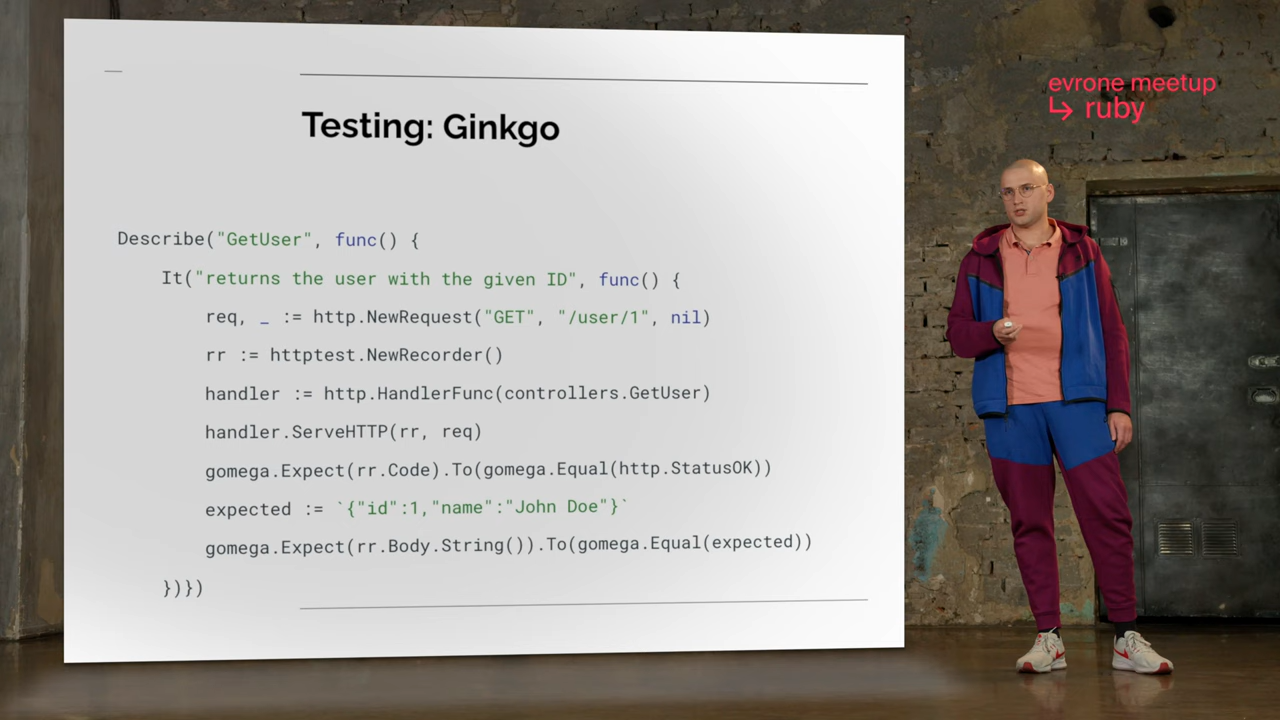 Testing: Ginkgo
Describe("GetUser", func() {
It("returns the user with the given ID", func() {
req, _ := http.NewRequest("GET", "/user/1", nil)
rr := httptest.NewRecorder()
handler := http.HandlerFunc(controllers.GetUser)
handler.ServeHTTP(rr, req)
gomega.Expect(rr.Code).To(gomega.Equal(http.StatusOK))
expected := `{"id":1,"name":"John Doe"}`
gomega.Expect(rr.Body.String()).To(gomega.Equal(expected))
})})
evrone meetup
↳ ruby